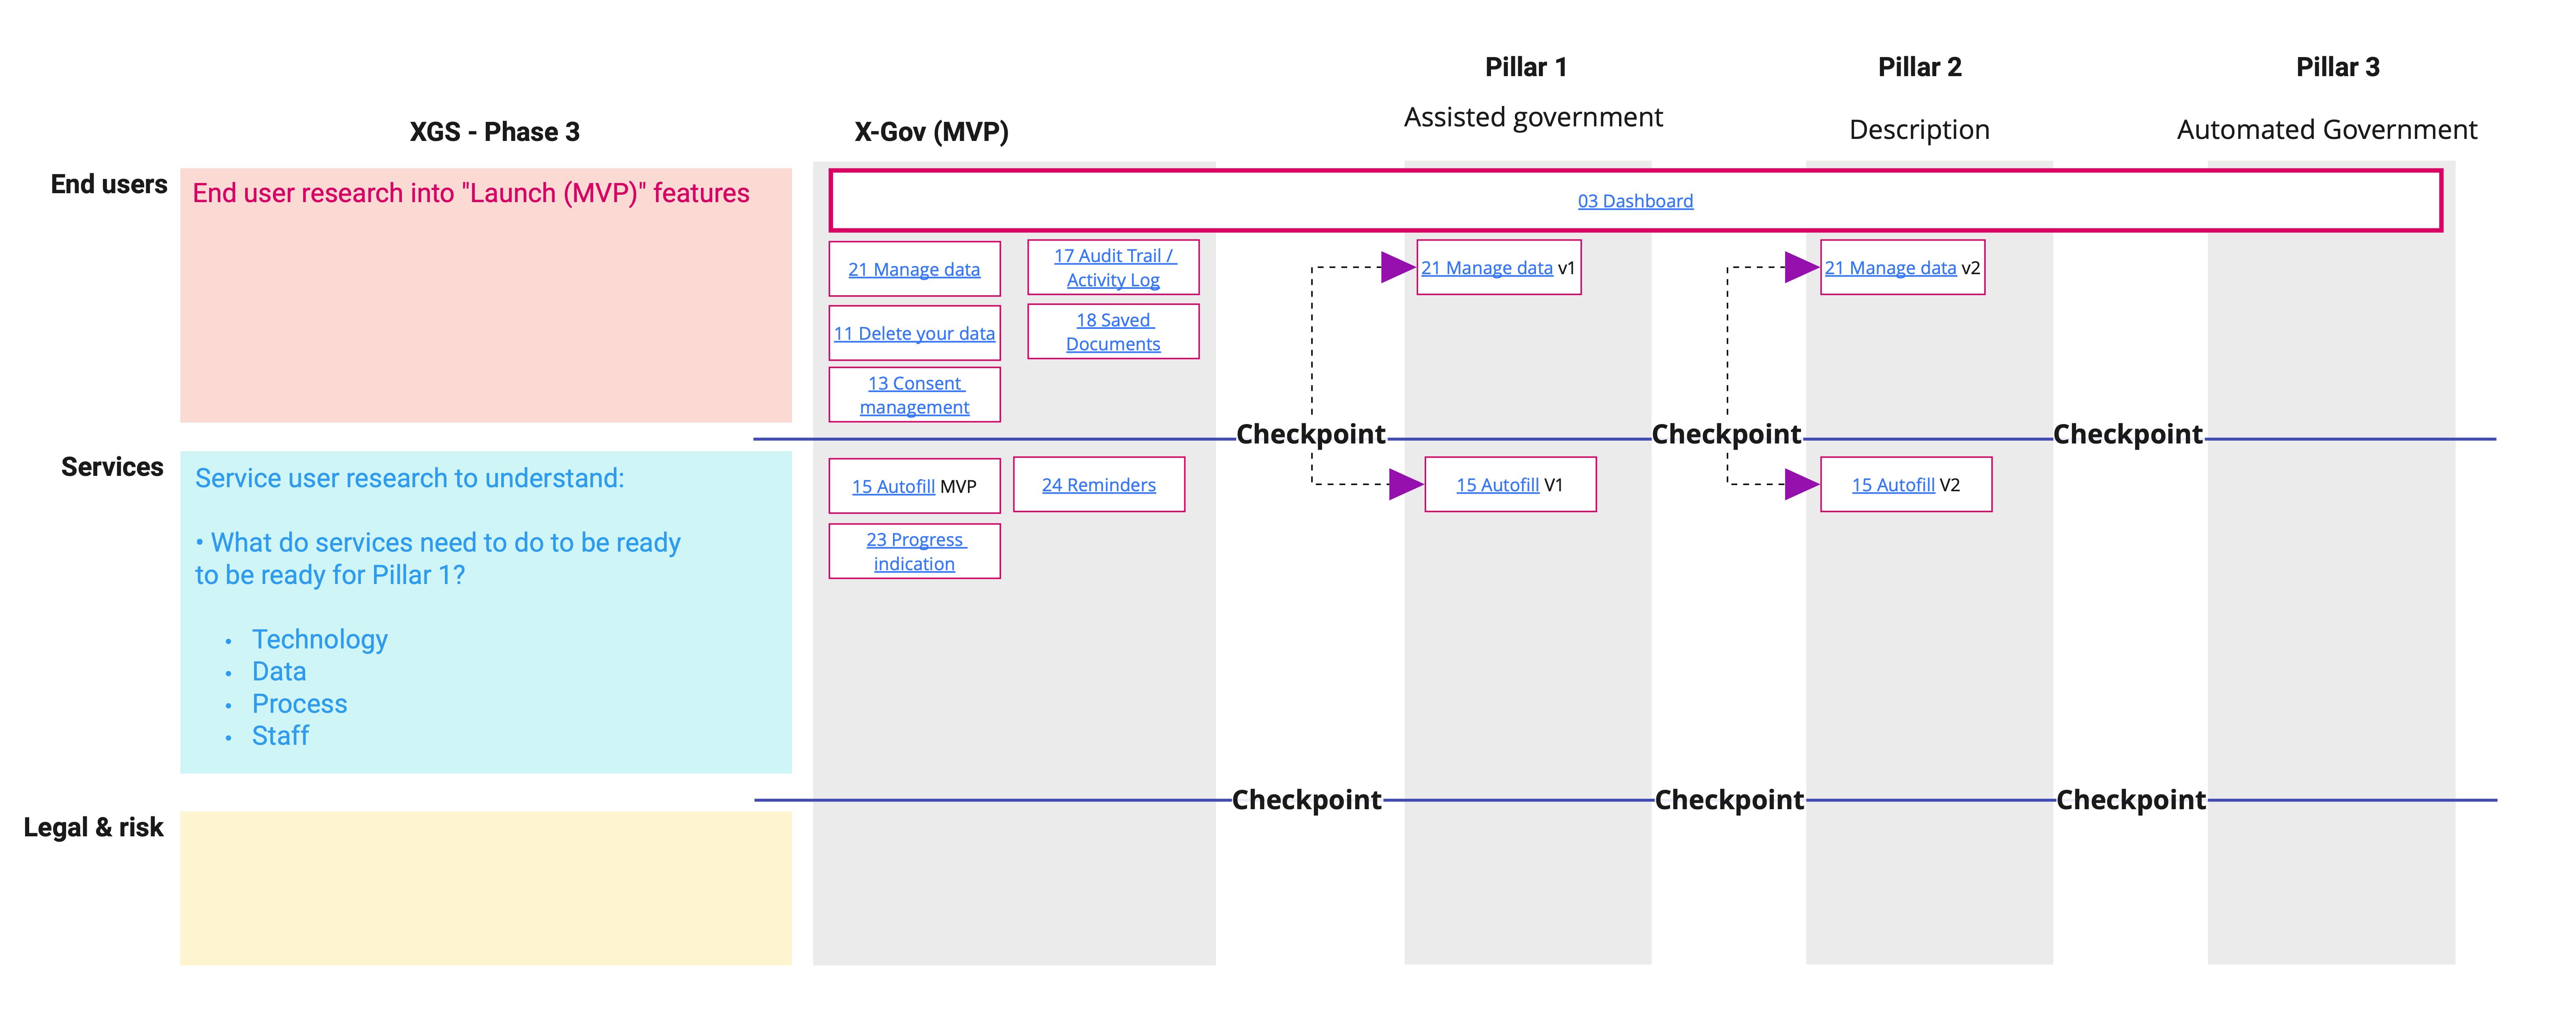 Pillar 1
Pillar 2
Pillar 3
Assisted government
Description
Automated Government
XGS - Phase 3
X-Gov (MVP)
End users
End user research into "Launch (MVP)" features
03 Dashboard
21 Manage data
17 Audit Trail /
Activity Log
21 Manage data v1
21 Manage data v2
11 Delete your data
18 Saved
Documents
13 Consent
management
Checkpoint
Checkpoint
Checkpoint
Services
Service user research to understand:
• What do services need to do to be ready
to be ready for Pillar 1?
• Technology
• Data
• Process
• Staff
15 Autofill MVP
24 Reminders
15 Autofill V1
15 Autofill V2
23 Progress
indication
Checkpoint
Checkpoint
Checkpoint
Legal & risk